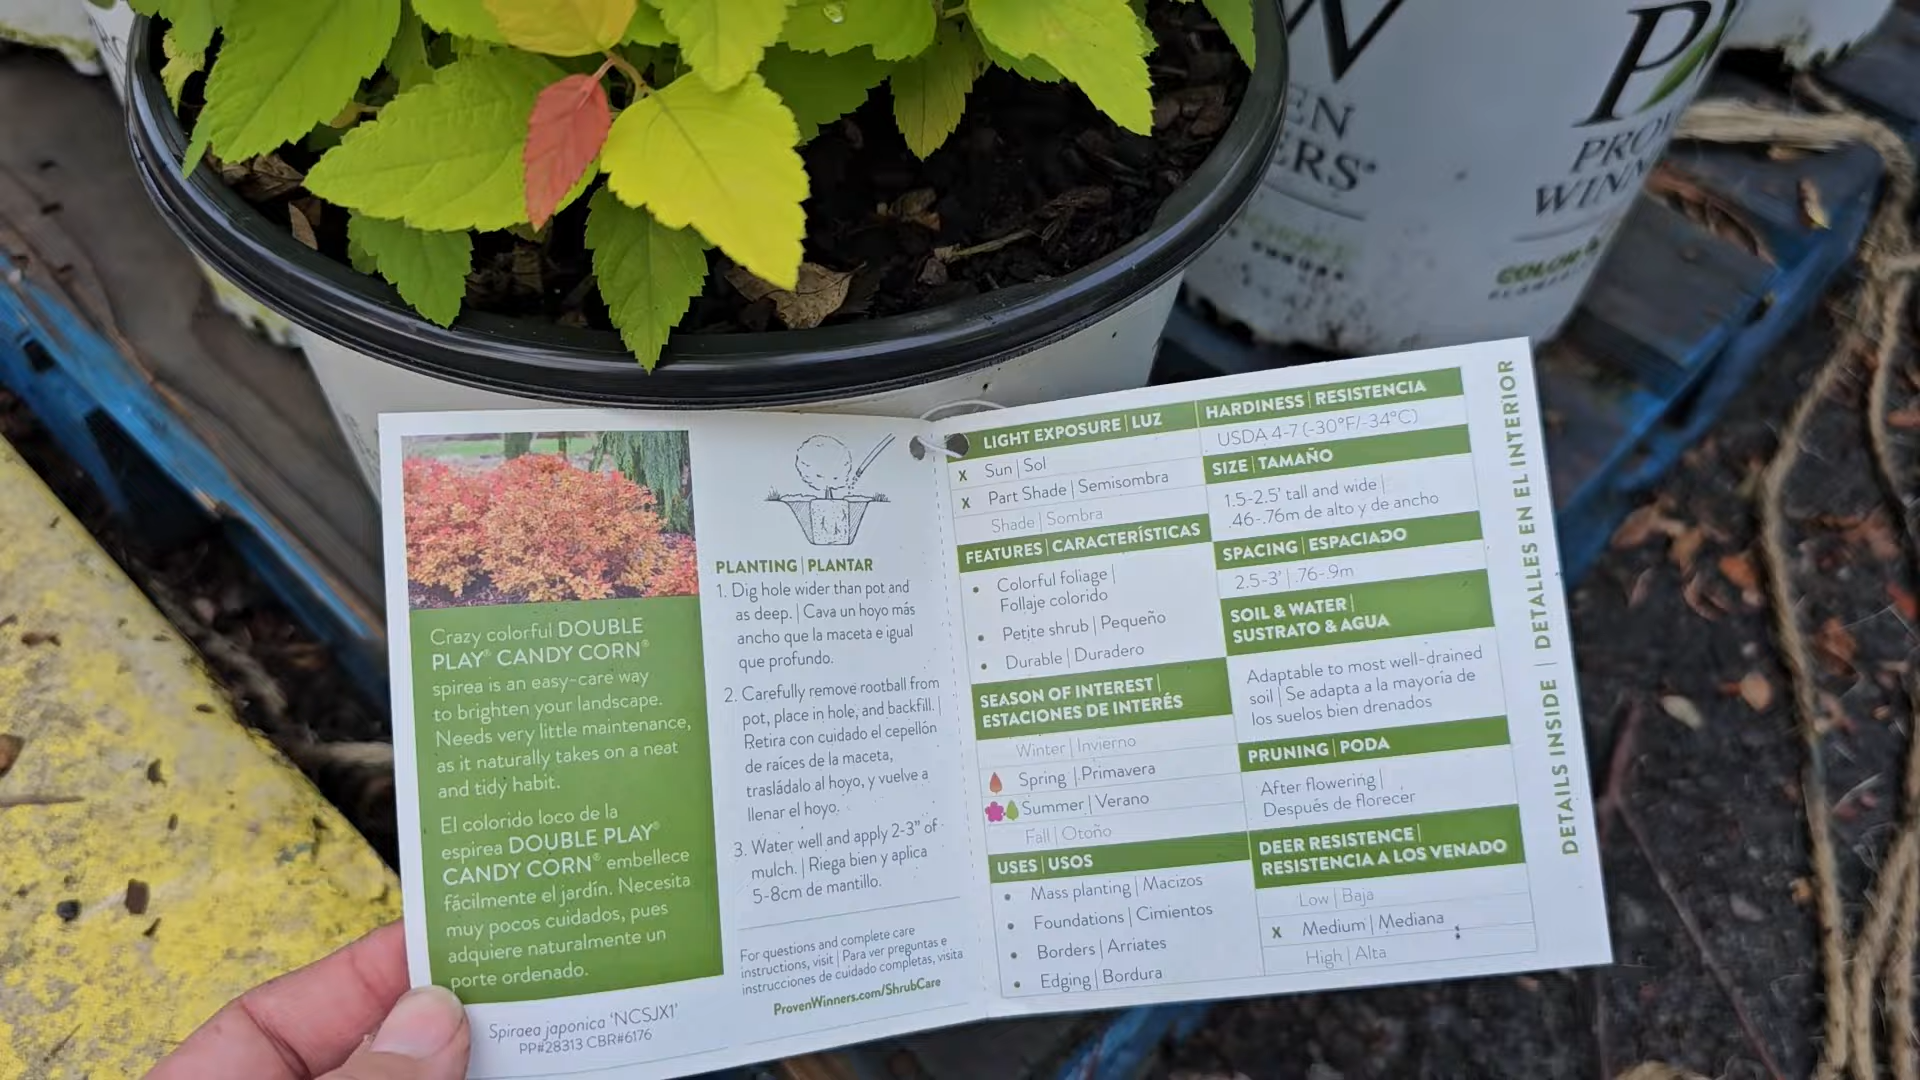 EN
ERS®
P
PRO
WINN
COLOR
Crazy colorful DOUBLE
PLAY® CANDY CORN®
spirea is an easy-care way
to brighten your landscape.
Needs very little maintenance,
as it naturally takes on a neat
and tidy habit.
El colorido loco de la
espirea DOUBLE PLAY®
CANDY CORN® embellece
fácilmente el jardín. Necesita
muy pocos cuidados, pues
adquiere naturalmente un
porte ordenado.
Spiraea japonica 'NCSJX1'
PP#28313 CBR#6176
PLANTING | PLANTAR
1. Dig hole wider than pot and
as deep. | Cava un hoyo más
ancho que la maceta e igual
que profundo.
2. Carefully remove rootball from
pot, place in hole, and backfill. |
Retira con cuidado el cepellón
de raíces de la maceta,
trasládalo al hoyo, y vuelve a
llenar el hoyo.
3. Water well and apply 2-3" of
mulch. | Riega bien y aplica
5-8cm de mantillo.
For questions and complete care
instructions, visit | Para ver preguntas e
instrucciones de cuidado completas, visita
ProvenWinners.com/ShrubCare
LIGHT EXPOSURE | LUZ
X Sun | Sol
X Part Shade | Semisombra
Shade | Sombra
FEATURES | CARACTERÍSTICAS
• Colorful foliage |
Follaje colorido
• Petite shrub | Pequeño
• Durable | Duradero
SEASON OF INTEREST |
ESTACIONES DE INTERÉS
Winter | Invierno
Spring | Primavera
Summer | Verano
Fall | Otoño
USES | USOS
• Mass planting | Macizos
• Foundations | Cimientos
• Borders | Arriates
• Edging | Bordura
HARDINESS | RESISTENCIA
USDA 4-7 (-30°F/-34°C)
SIZE | TAMAÑO
1.5-2.5' tall and wide |
.46-.76m de alto y de ancho
SPACING | ESPACIADO
2.5-3' | .76-.9m
SOIL & WATER |
SUSTRATO & AGUA
Adaptable to most well-drained
soil | Se adapta a la mayoria de
los suelos bien drenados
PRUNING | PODA
After flowering |
Después de florecer
DEER RESISTENCE |
RESISTENCIA A LOS VENADO
Low | Baja
X Medium | Mediana
High | Alta
DETAILS INSIDE | DETALLES EN EL INTERIOR